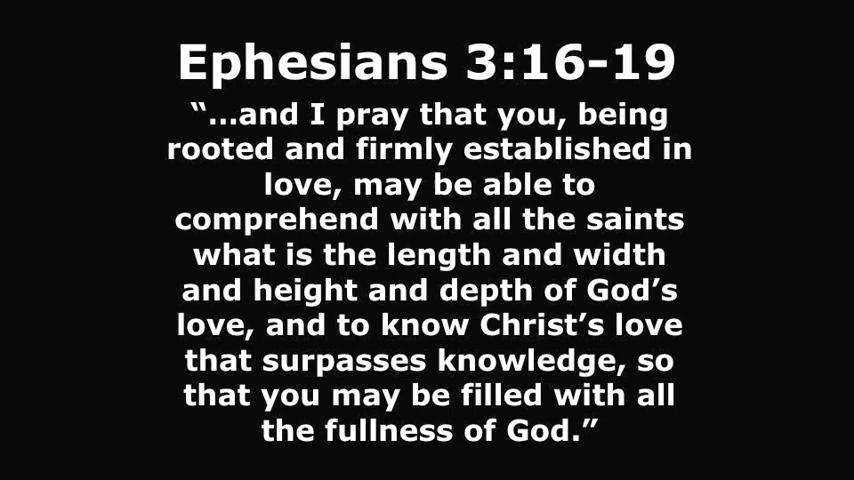 Ephesians 3:16-19
“…and I pray that you, being
rooted and firmly established in
love, may be able to
comprehend with all the saints
what is the length and width
and height and depth of God’s
love, and to know Christ’s love
that surpasses knowledge, so
that you may be filled with all
the fullness of God.”